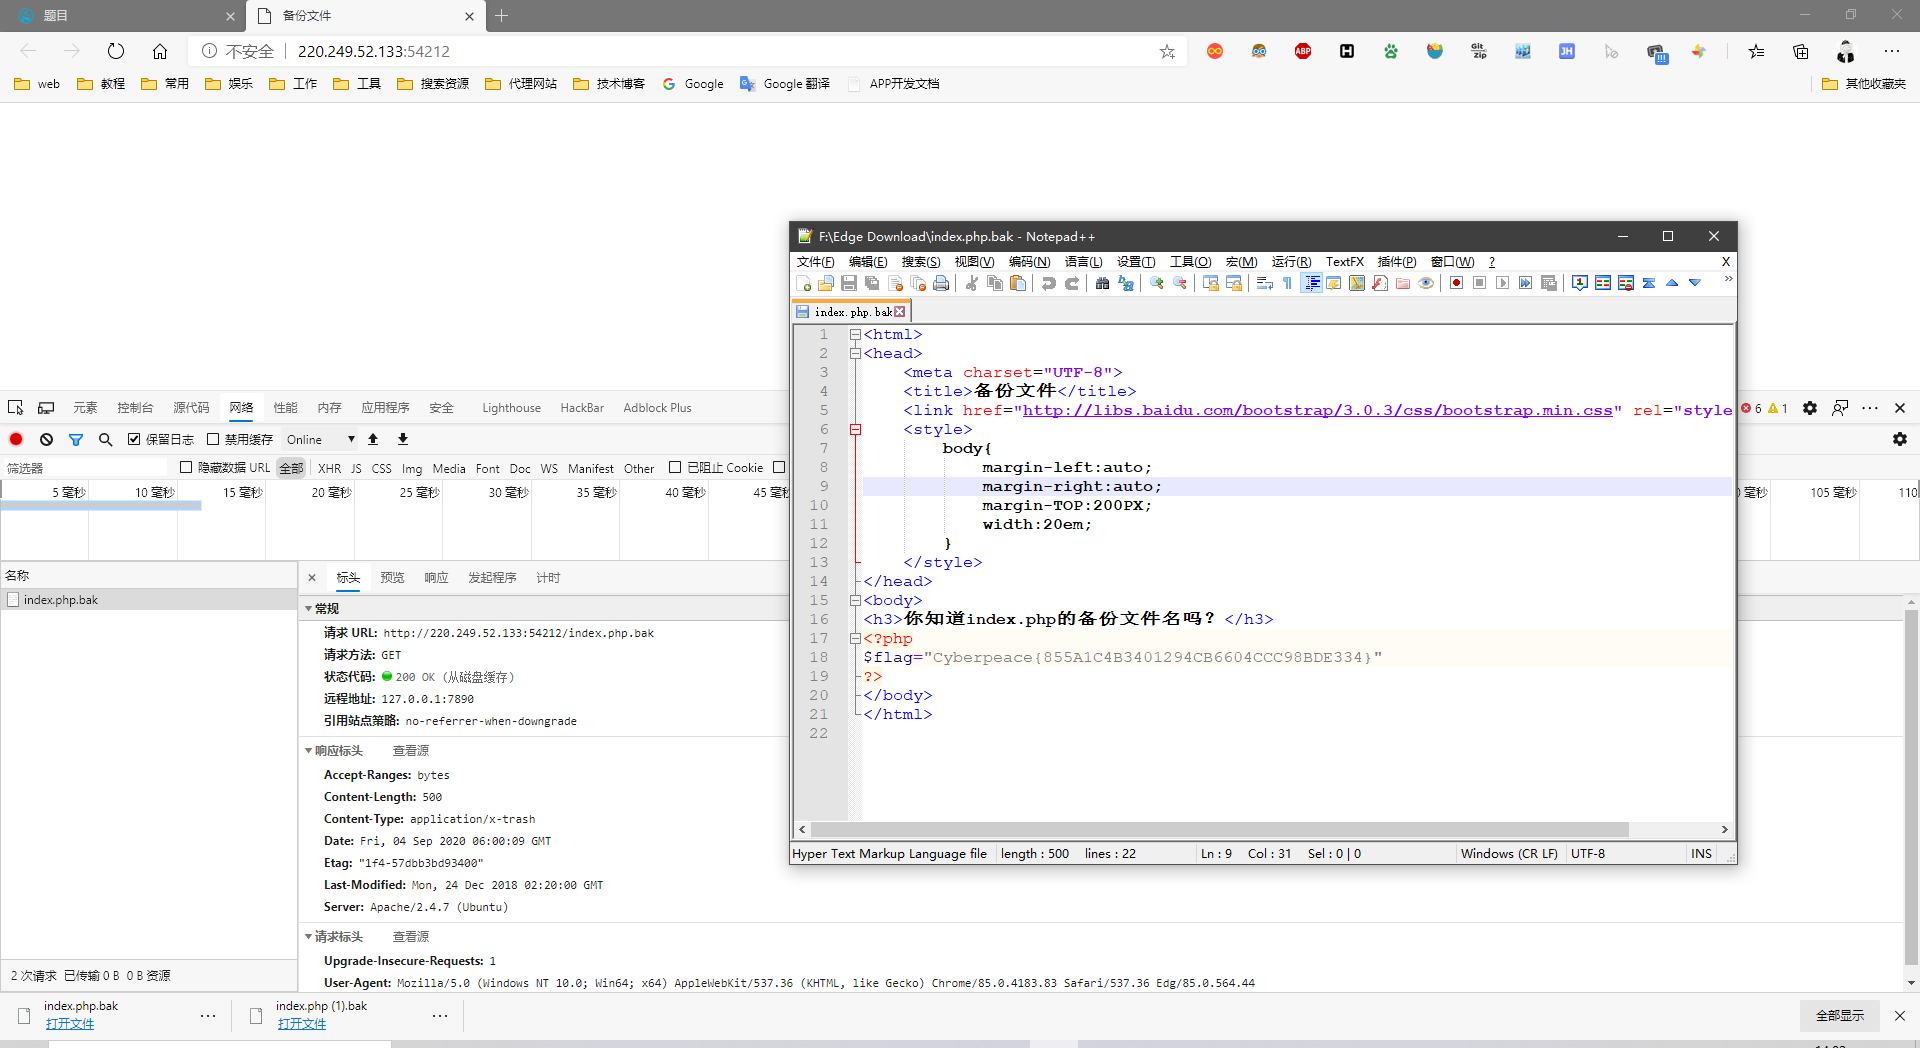 题目
备份文件
不安全
220.249.52.133:54212
web 教程 常用 娱乐 工作 工具 搜索资源 代理网站 技术博客 Google Google 翻译 APP开发文档 其他收藏夹
F:\Edge Download\index.php.bak - Notepad++
文件(F) 编辑(E) 搜索(S) 视图(V) 编码(N) 语言(L) 设置(T) 工具(O) 宏(M) 运行(R) TextFX 插件(P) 窗口(W) ? X
index.php.bak
1 <html>
2 <head>
3 <meta charset="UTF-8">
4 <title>备份文件</title>
5 <link href="http://libs.baidu.com/bootstrap/3.0.3/css/bootstrap.min.css" rel="style
6 <style>
7 body{
8 margin-left:auto;
9 margin-right:auto;
10 margin-TOP:200PX;
11 width:20em;
12 }
13 </style>
14 </head>
15 <body>
16 <h3>你知道index.php的备份文件名吗？</h3>
17 <?php
18 $flag="Cyberpeace{855A1C4B3401294CB6604CCC98BDE334}"
19 ?>
20 </body>
21 </html>
22
Hyper Text Markup Language file length : 500 lines : 22 Ln : 9 Col : 31 Sel : 0 | 0 Windows (CR LF) UTF-8 INS
元素 控制台 源代码 网络 性能 内存 应用程序 安全 Lighthouse HackBar Adblock Plus 6 1
保留日志 禁用缓存 Online
筛选器 隐藏数据 URL 全部 XHR JS CSS Img Media Font Doc WS Manifest Other 已阻止 Cookie
5 毫秒 10 毫秒 15 毫秒 20 毫秒 25 毫秒 30 毫秒 35 毫秒 40 毫秒 45 毫 0 毫秒 105 毫秒 110
名称
index.php.bak
标头 预览 响应 发起程序 计时
常规
请求 URL: http://220.249.52.133:54212/index.php.bak
请求方法: GET
状态代码: 200 OK (从磁盘缓存)
远程地址: 127.0.0.1:7890
引用站点策略: no-referrer-when-downgrade
响应标头 查看源
Accept-Ranges: bytes
Content-Length: 500
Content-Type: application/x-trash
Date: Fri, 04 Sep 2020 06:00:09 GMT
Etag: "1f4-57dbb3bd93400"
Last-Modified: Mon, 24 Dec 2018 02:20:00 GMT
Server: Apache/2.4.7 (Ubuntu)
请求标头 查看源
Upgrade-Insecure-Requests: 1
User-Agent: Mozilla/5.0 (Windows NT 10.0; Win64; x64) AppleWebKit/537.36 (KHTML, like Gecko) Chrome/85.0.4183.83 Safari/537.36 Edg/85.0.564.44
2 次请求 已传输 0 B 0 B 资源
index.php.bak
打开文件
index.php (1).bak
打开文件
全部显示